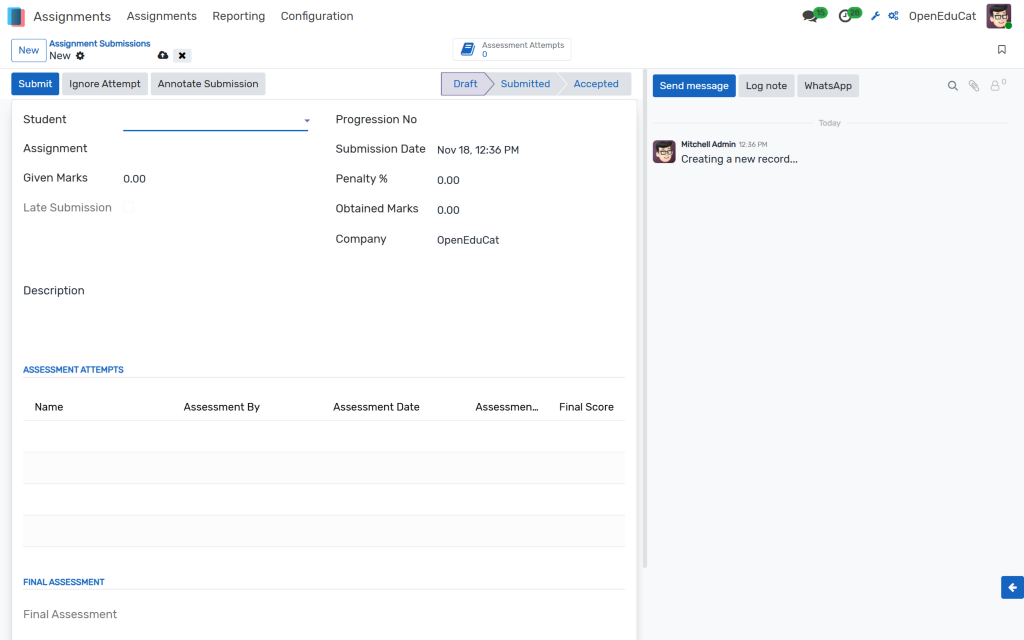 Assignments Assignments Reporting Configuration 15 28 OpenEduCat
New Assignment Submissions
New
Assessment Attempts
0
Submit Ignore Attempt Annotate Submission Draft Submitted Accepted
Send message Log note WhatsApp 0
Student
Assignment
Given Marks 0.00
Late Submission
Progression No
Submission Date Nov 18, 12:36 PM
Penalty % 0.00
Obtained Marks 0.00
Company OpenEduCat
Description
ASSESSMENT ATTEMPTS
Name Assessment By Assessment Date Assessmen... Final Score
FINAL ASSESSMENT
Final Assessment
Today
Mitchell Admin 12:36 PM
Creating a new record...